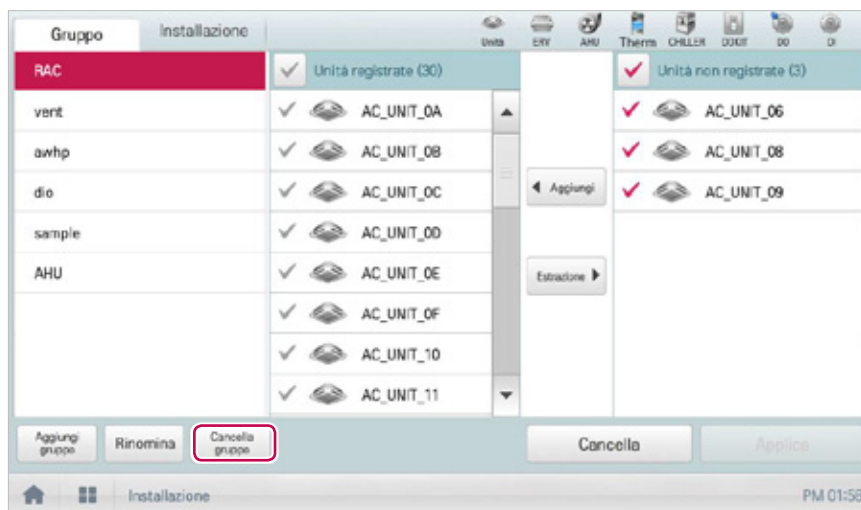 Gruppo
Installazione
Unità
ERV
AHU
Therm
CHILLER
DOKIT
DO
DI
RAC
vent
awhp
dio
sample
AHU
Unità registrate (30)
AC_UNIT_0A
AC_UNIT_0B
AC_UNIT_0C
AC_UNIT_0D
AC_UNIT_0E
AC_UNIT_0F
AC_UNIT_10
AC_UNIT_11
Aggiungi
Estrazione
Unità non registrate (3)
AC_UNIT_06
AC_UNIT_08
AC_UNIT_09
Aggiungi
gruppo
Rinomina
Cancella
gruppo
Cancella
Applica
Installazione
PM 01:58